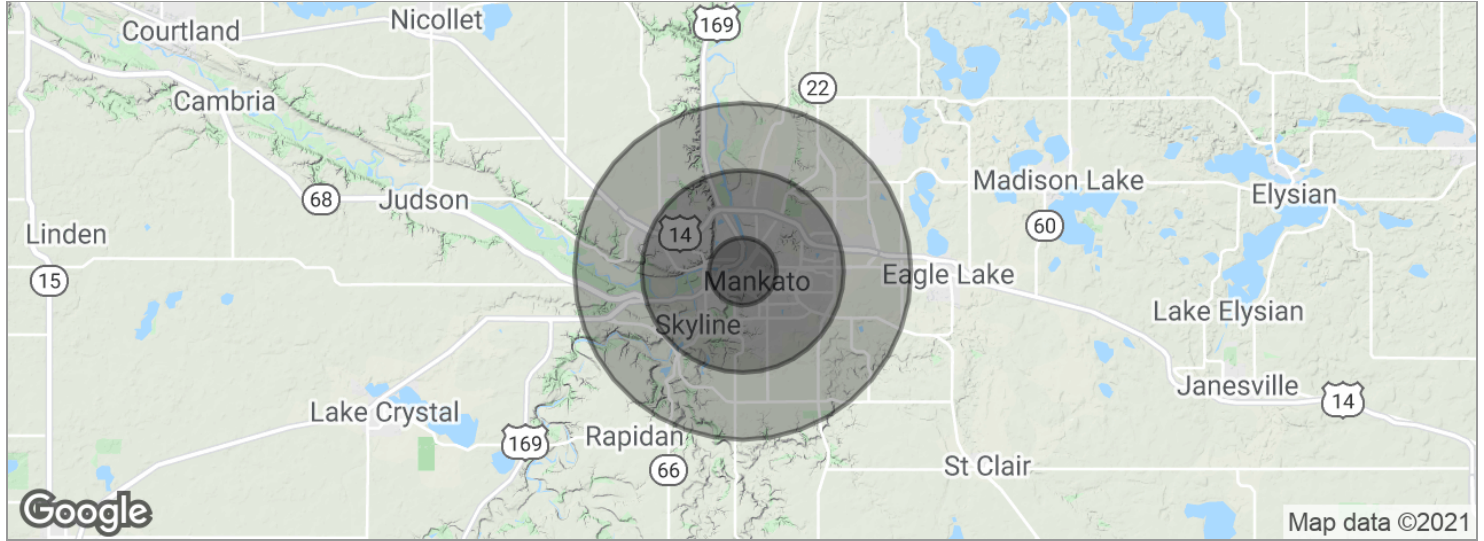 Nicollet
169
Courtland
22
Cambria
Madison Lake
Elysian
68
Judson
60
Linden
14
15
Mankato
Eagle Lake
Skyline
Lake Elysian
Janesville
14
Lake Crystal
169
Rapidan
66
St Clair
Google
Map data ©2021